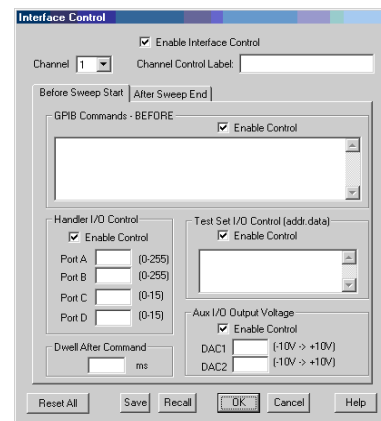 Interface Control
Enable Interface Control
Channel 1 Channel Control Label:
Before Sweep Start After Sweep End
GPIB Commands - BEFORE
Enable Control
Handler I/O Control
Enable Control
Port A (0-255)
Port B (0-255)
Port C (0-15)
Port D (0-15)
Test Set I/O Control (addr.data)
Enable Control
Aux I/O Output Voltage
Enable Control
DAC1 (-10V -> +10V)
DAC2 (-10V -> +10V)
Dwell After Command
ms
Reset All Save Recall OK Cancel Help